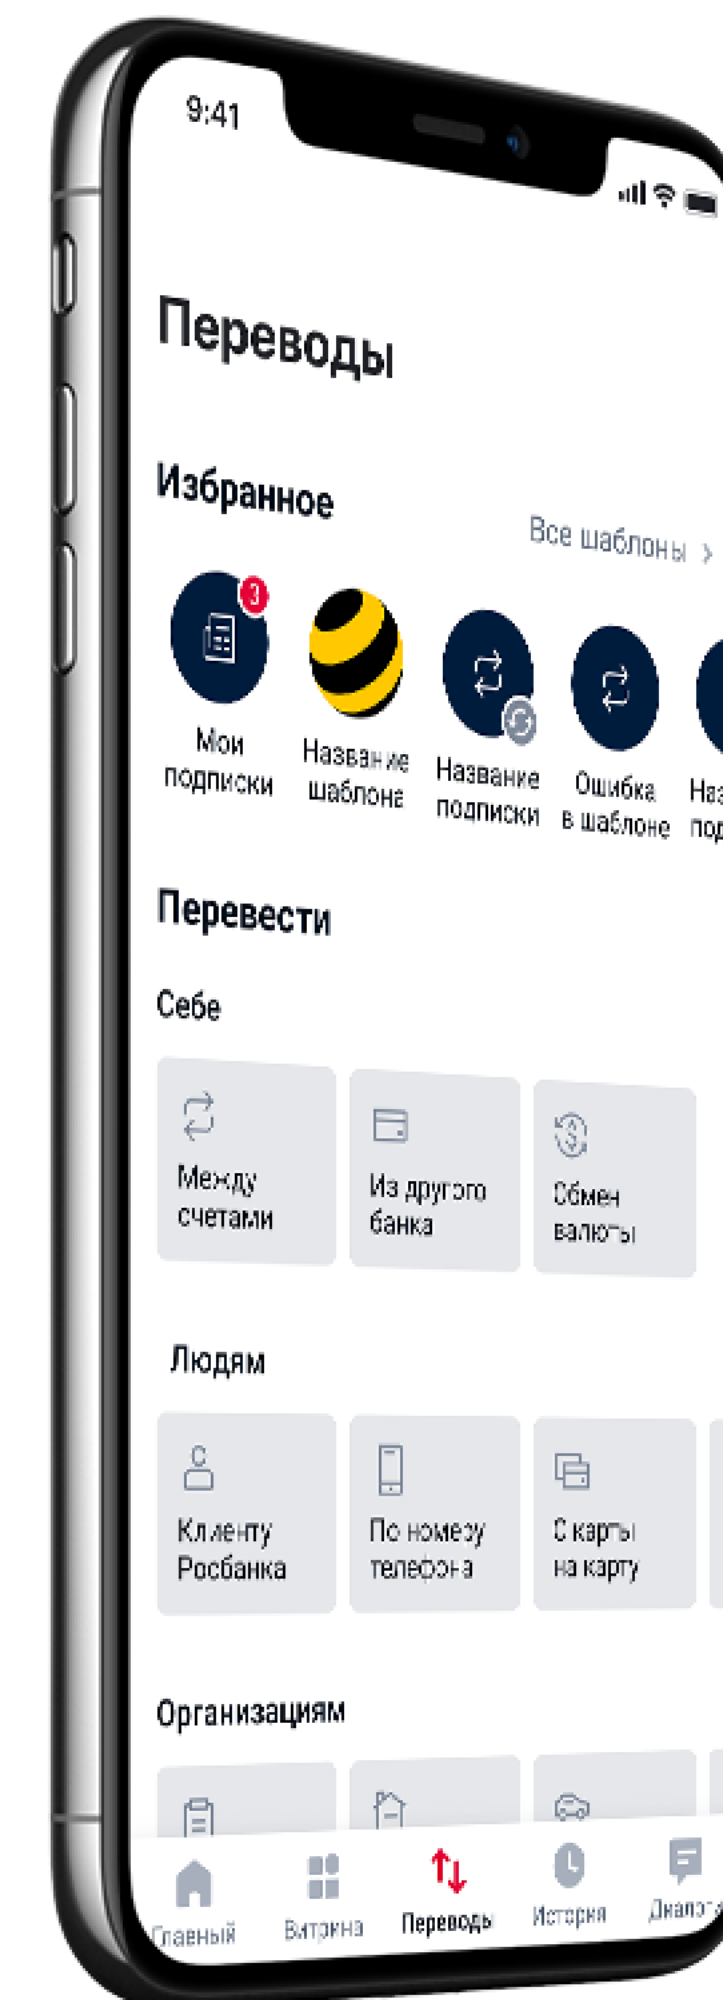 9:41
Переводы
Избранное
Все шаблоны
3
Мои
подписки
Название
шаблона
Название
подписки
Ошибка
в шаблоне
Перевести
Себе
Между
счетами
Из другого
банка
Обмен
валюты
Людям
Клиенту
Росбанка
По номеру
телефона
С карты
на карту
Организациям
Главный
Витрина
Переводы
История